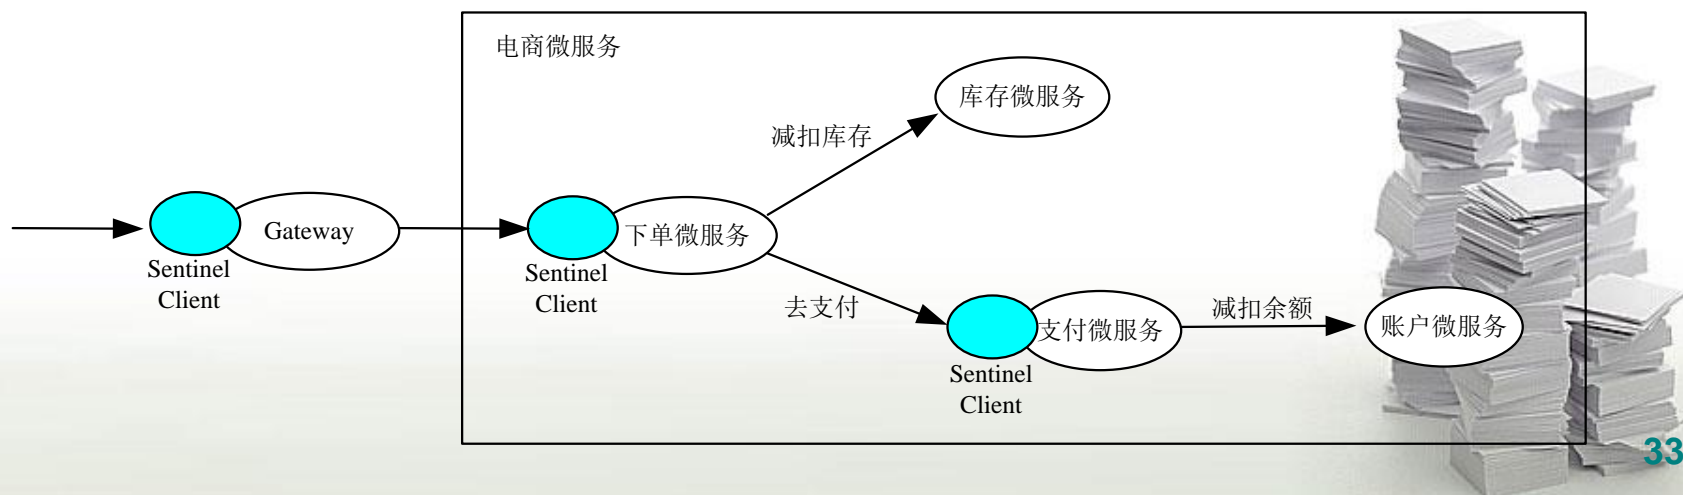 电商微服务
库存微服务
减扣库存
Gateway
下单微服务
Sentinel
Client
Sentinel
Client
去支付
减扣余额
支付微服务
账户微服务
Sentinel
Client
33